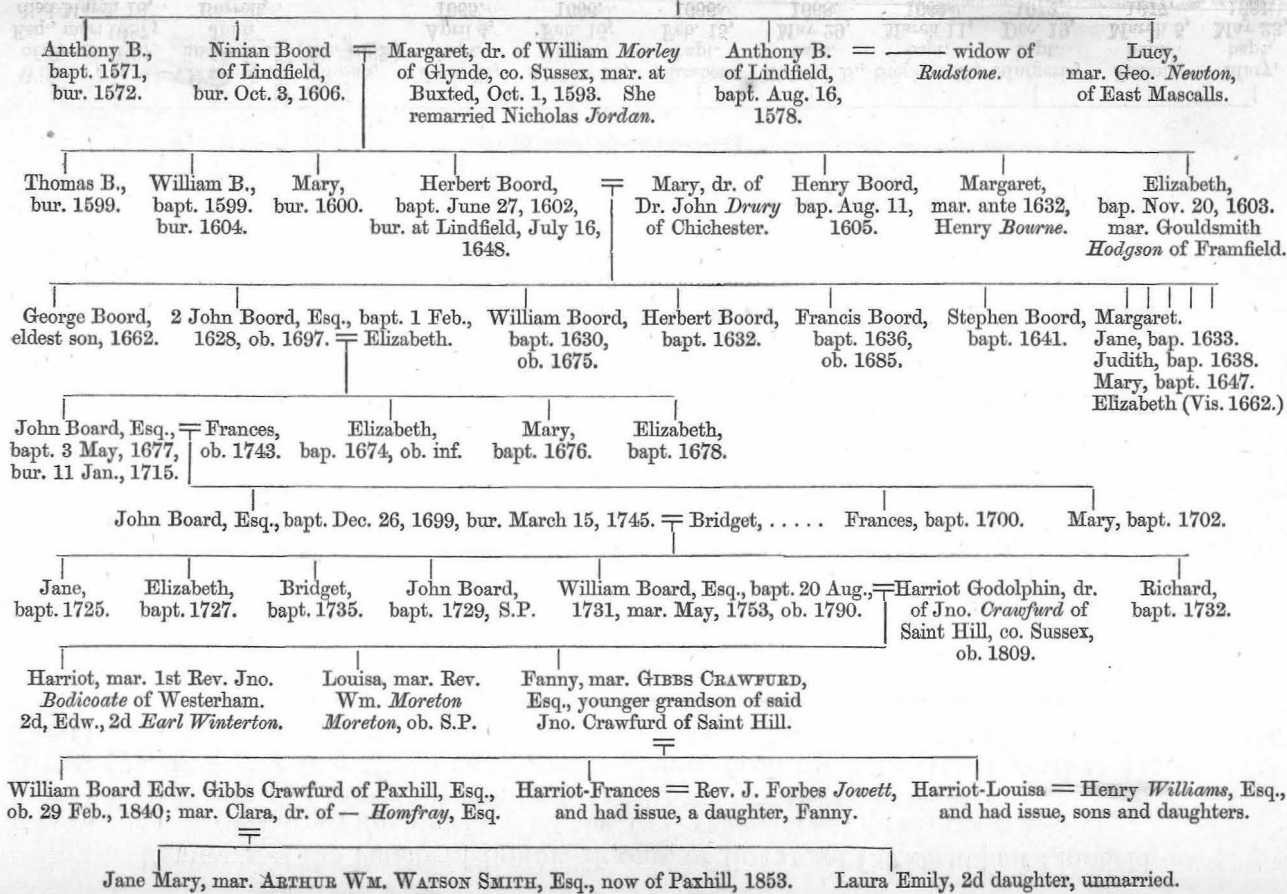 Anthony B.,
bapt. 1571,
bur. 1572.
Ninian Boord
of Lindfield,
bur. Oct. 3, 1606.
Margaret, dr. of William Morley
of Glynde, co. Sussex, mar. at
Buxted, Oct. 1, 1593. She
remarried Nicholas Jordan.
Anthony B.
of Lindfield,
bapt. Aug. 16,
1578.
= —— widow of
Rudstone.
Lucy,
mar. Geo. Newton,
of East Mascalls.
Thomas B.,
bur. 1599.
William B.,
bapt. 1599.
bur. 1604.
Mary,
bur. 1600.
Herbert Boord,
bapt. June 27, 1602,
bur. at Lindfield, July 16,
1648.
Mary, dr. of
Dr. John Drury
of Chichester.
Henry Boord,
bap. Aug. 11,
1605.
Margaret,
mar. ante 1632,
Henry Bourne.
Elizabeth,
bap. Nov. 20, 1603.
mar. Gouldsmith
Hodgson of Framfield.
George Boord,
eldest son, 1662.
2 John Boord, Esq., bapt. 1 Feb.,
1628, ob. 1697. = Elizabeth.
William Boord,
bapt. 1630,
ob. 1675.
Herbert Boord,
bapt. 1632.
Francis Boord,
bapt. 1636,
ob. 1685.
Stephen Boord,
bapt. 1641.
Margaret.
Jane, bap. 1633.
Judith, bap. 1638.
Mary, bapt. 1647.
Elizabeth (Vis. 1662.)
John Board, Esq.,
bapt. 3 May, 1677,
bur. 11 Jan., 1715.
= Frances,
ob. 1743.
Elizabeth,
bap. 1674, ob. inf.
Mary,
bapt. 1676.
Elizabeth,
bapt. 1678.
John Board, Esq., bapt. Dec. 26, 1699, bur. March 15, 1745. = Bridget, . . . . .
Frances, bapt. 1700.
Mary, bapt. 1702.
Jane,
bapt. 1725.
Elizabeth,
bapt. 1727.
Bridget,
bapt. 1735.
John Board,
bapt. 1729, S.P.
William Board, Esq., bapt. 20 Aug.,
1731, mar. May, 1753, ob. 1790.
= Harriot Godolphin, dr.
of Jno. Crawfurd of
Saint Hill, co. Sussex,
ob. 1809.
Richard,
bapt. 1732.
Harriot, mar. 1st Rev. Jno.
Bodicoate of Westerham.
2d, Edw., 2d Earl Winterton.
Louisa, mar. Rev.
Wm. Moreton
Moreton, ob. S.P.
Fanny, mar. GIBBS CRAWFURD,
Esq., younger grandson of said
Jno. Crawfurd of Saint Hill.
William Board Edw. Gibbs Crawfurd of Paxhill, Esq.,
ob. 29 Feb., 1840; mar. Clara, dr. of — Homfray, Esq.
Harriot-Frances = Rev. J. Forbes Jowett,
and had issue, a daughter, Fanny.
Harriot-Louisa = Henry Williams, Esq.,
and had issue, sons and daughters.
Jane Mary, mar. ARTHUR WM. WATSON SMITH, Esq., now of Paxhill, 1853.
Laura Emily, 2d daughter, unmarried.